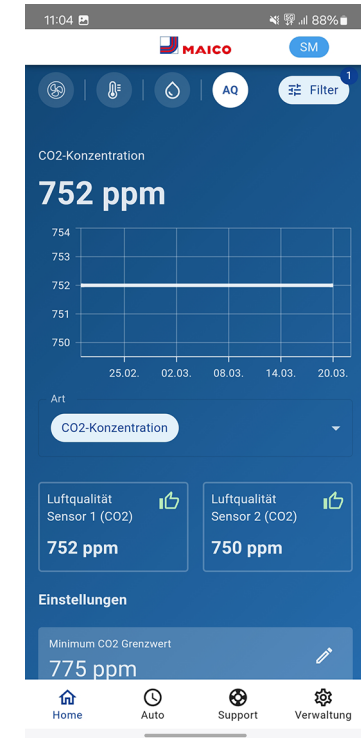 11:04
88%
MAICO
SM
AQ
Filter
1
CO2-Konzentration
752 ppm
754
753
752
751
750
25.02. 02.03. 08.03. 14.03. 20.03.
Art
CO2-Konzentration
Luftqualität
Sensor 1 (CO2)
752 ppm
Luftqualität
Sensor 2 (CO2)
750 ppm
Einstellungen
Minimum CO2 Grenzwert
775 ppm
Home Auto Support Verwaltung